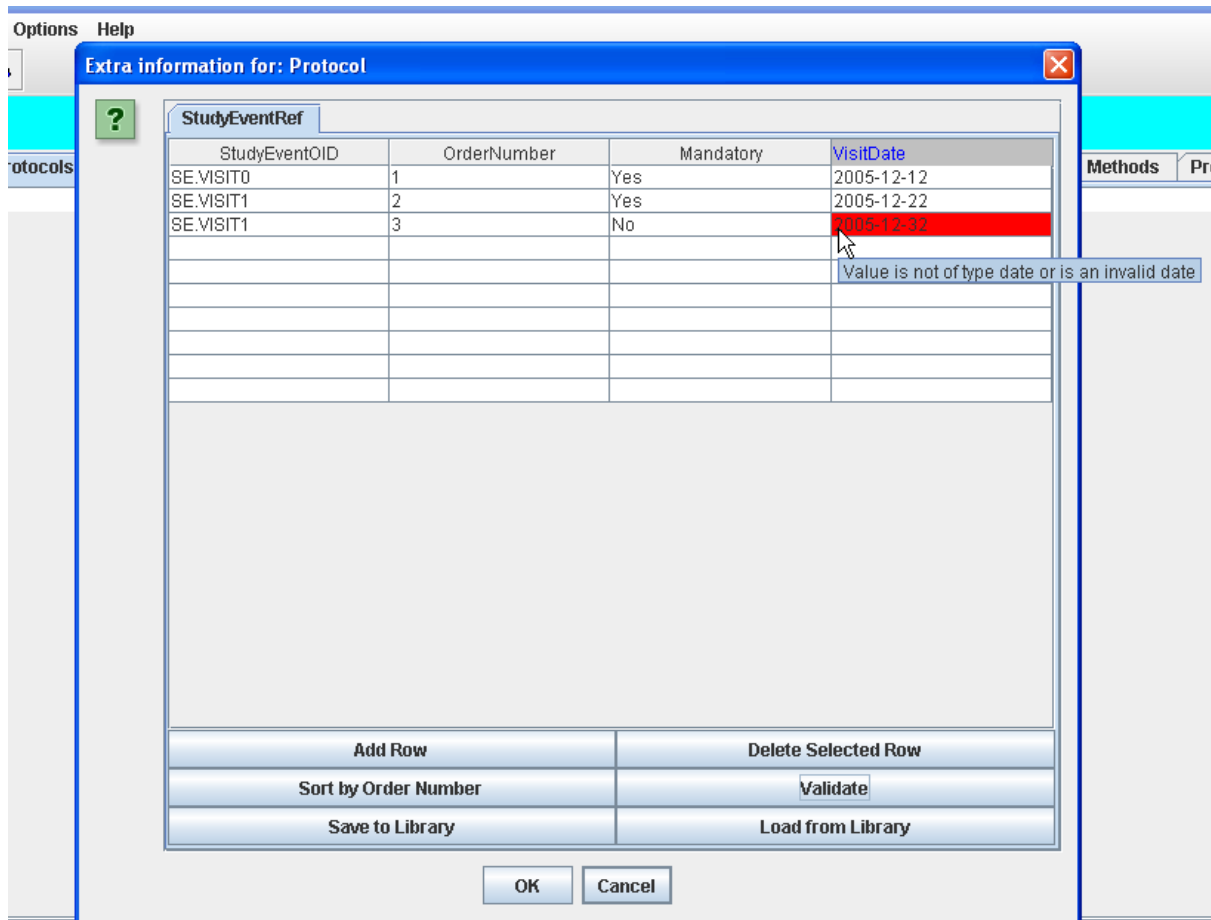 Options Help
Extra information for: Protocol
?
StudyEventRef
StudyEventOID OrderNumber Mandatory VisitDate
otocols Methods Pr
SE.VISIT0 1 Yes 2005-12-12
SE.VISIT1 2 Yes 2005-12-22
SE.VISIT1 3 No 2005-12-32
Value is not of type date or is an invalid date
Add Row Delete Selected Row
Sort by Order Number Validate
Save to Library Load from Library
OK Cancel